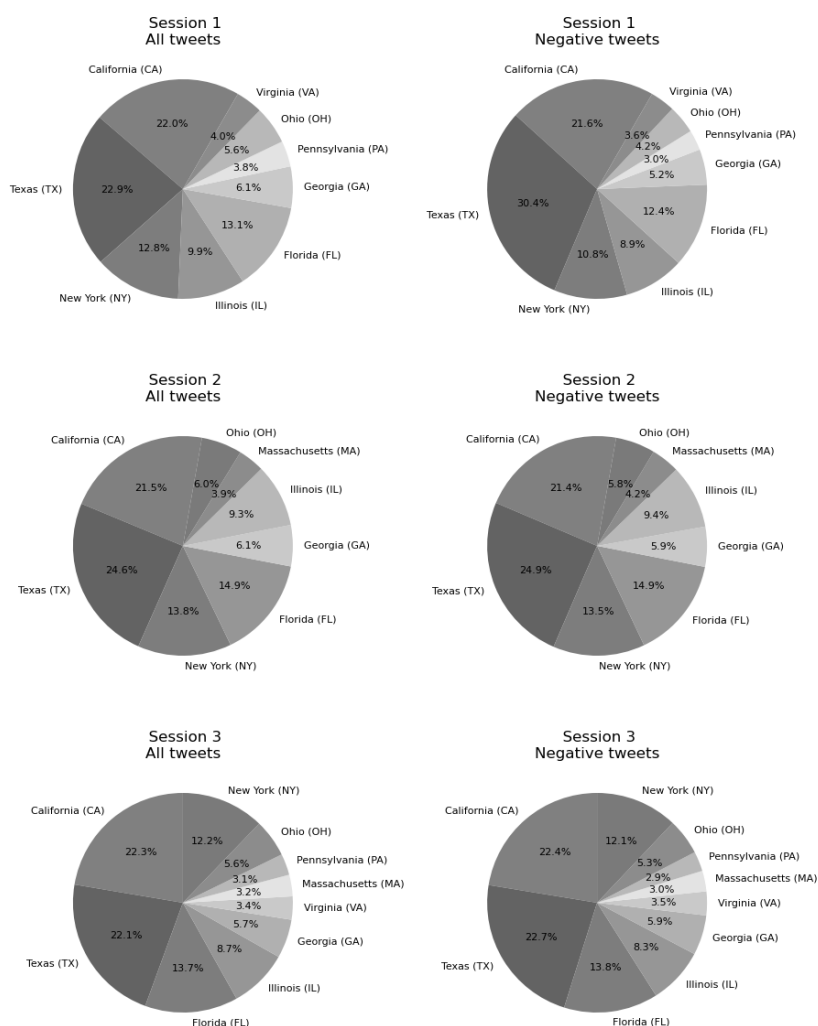 Session 1
All tweets
California (CA)
22.0%
Virginia (VA)
4.0%
Ohio (OH)
5.6%
Pennsylvania (PA)
3.8%
Texas (TX)
22.9%
Georgia (GA)
6.1%
13.1%
Florida (FL)
12.8%
9.9%
New York (NY)
Illinois (IL)
Session 1
Negative tweets
California (CA)
21.6%
Virginia (VA)
3.6%
Ohio (OH)
4.2%
Pennsylvania (PA)
3.0%
Georgia (GA)
5.2%
Texas (TX)
30.4%
12.4%
Florida (FL)
10.8%
8.9%
Illinois (IL)
New York (NY)
Session 2
All tweets
California (CA)
21.5%
Ohio (OH)
6.0%
Massachusetts (MA)
3.9%
Illinois (IL)
9.3%
Georgia (GA)
6.1%
Texas (TX)
24.6%
14.9%
Florida (FL)
13.8%
New York (NY)
Session 2
Negative tweets
California (CA)
21.4%
Ohio (OH)
5.8%
Massachusetts (MA)
4.2%
Illinois (IL)
9.4%
Georgia (GA)
5.9%
Texas (TX)
24.9%
14.9%
Florida (FL)
13.5%
New York (NY)
Session 3
All tweets
New York (NY)
12.2%
California (CA)
22.3%
Ohio (OH)
5.6%
Pennsylvania (PA)
3.1%
Massachusetts (MA)
3.2%
Virginia (VA)
3.4%
Georgia (GA)
5.7%
Texas (TX)
22.1%
8.7%
Illinois (IL)
13.7%
Florida (FL)
Session 3
Negative tweets
New York (NY)
12.1%
California (CA)
22.4%
Ohio (OH)
5.3%
Pennsylvania (PA)
2.9%
Massachusetts (MA)
3.0%
Virginia (VA)
3.5%
Georgia (GA)
5.9%
Texas (TX)
22.7%
8.3%
Illinois (IL)
13.8%
Florida (FL)